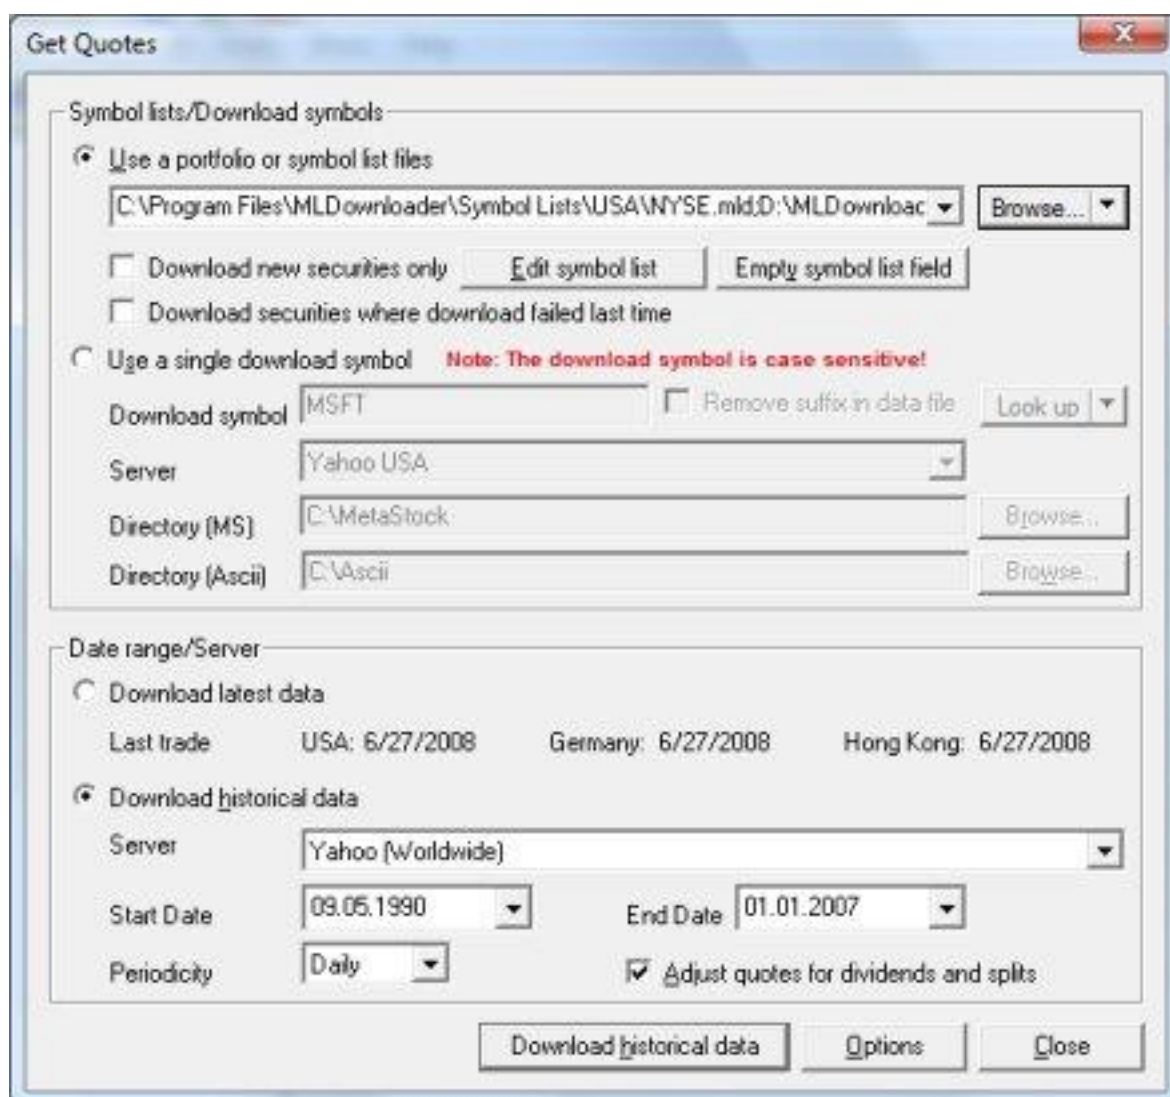 Get Quotes
Symbol lists/Download symbols
Use a portfolio or symbol list files
C:\Program Files\MLDownloader\Symbol Lists\USA\NYSE.mld;D:\MLDownloac Browse...
Download new securities only Edit symbol list Empty symbol list field
Download securities where download failed last time
Use a single download symbol Note: The download symbol is case sensitive!
Download symbol MSFT Remove suffix in data file Look up
Server Yahoo USA
Directory (MS) C:\MetaStock Browse...
Directory (Ascii) C:\Ascii Browse...
Date range/Server
Download latest data
Last trade USA: 6/27/2008 Germany: 6/27/2008 Hong Kong: 6/27/2008
Download historical data
Server Yahoo (Worldwide)
Start Date 09.05.1990 End Date 01.01.2007
Periodicity Daily Adjust quotes for dividends and splits
Download historical data Options Close